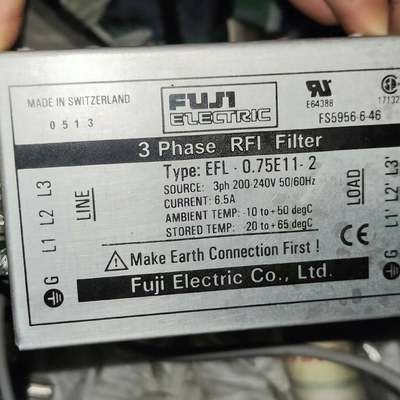 MADE IN SWITZERLAND
0513
FUJI
ELECTRIC
E64388
FS5956-6-46
3 Phase RFI Filter
Type: EFL - 0.75E11- 2
SOURCE: 3ph 200-240V 50/60Hz
CURRENT: 6.5A
AMBIENT TEMP: -10 to +50 degC
STORED TEMP: -20 to +65 degC
Make Earth Connection First !
Fuji Electric Co., Ltd.
LINE
G L1 L2 L3
LOAD
G L1' L2' L3'
CE